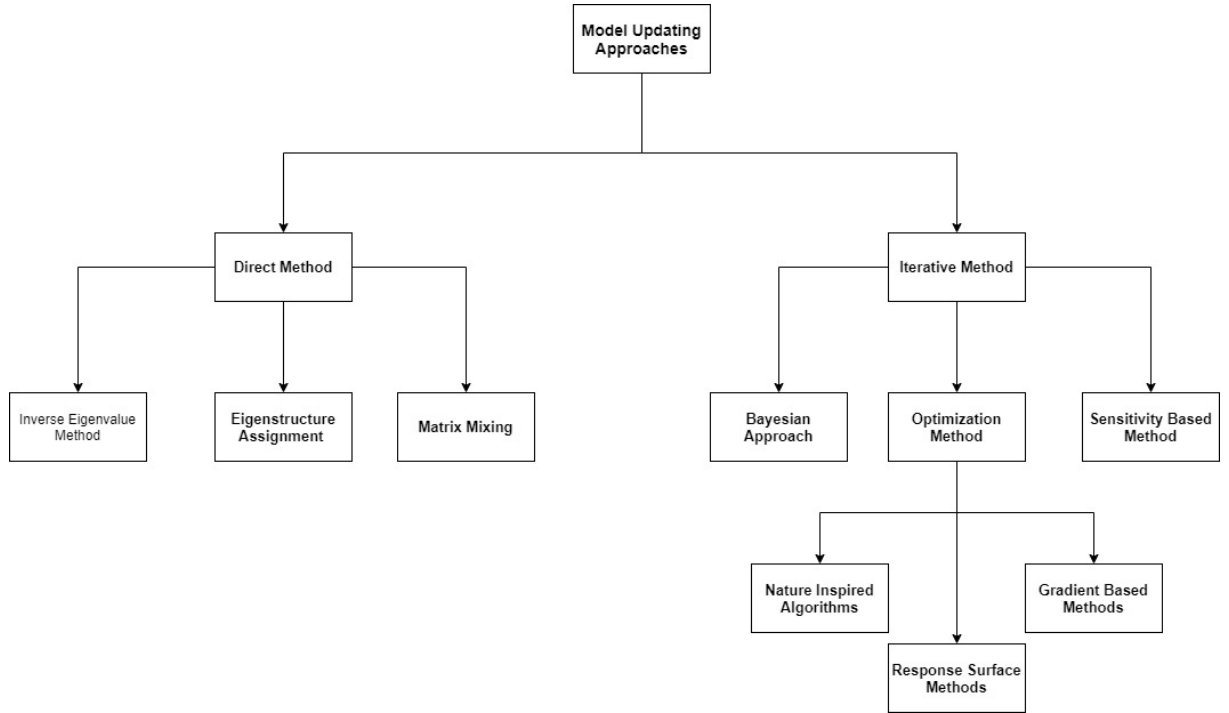 Model Updating
Approaches
Direct Method
Iterative Method
Inverse Eigenvalue
Method
Eigenstructure
Assignment
Matrix Mixing
Bayesian
Approach
Optimization
Method
Sensitivity Based
Method
Nature Inspired
Algorithms
Gradient Based
Methods
Response Surface
Methods